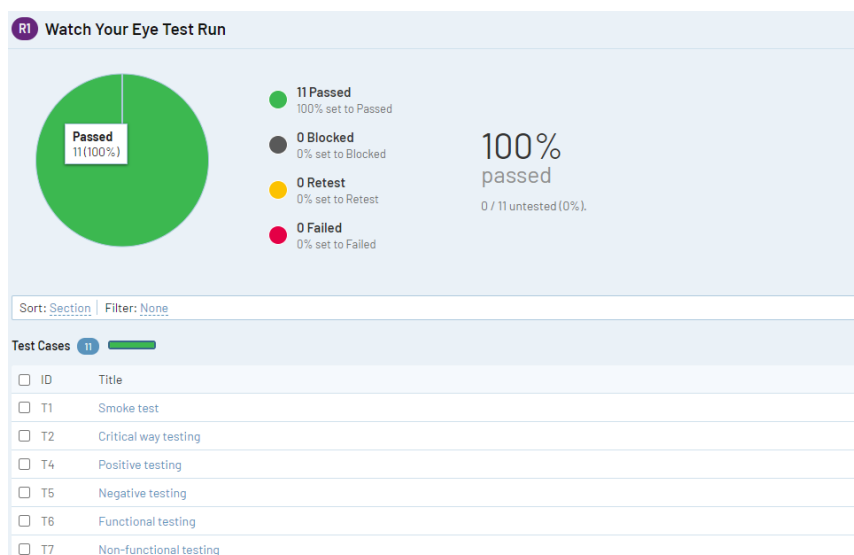 R1 Watch Your Eye Test Run
Passed
11 (100%)
11 Passed
100% set to Passed
0 Blocked
0% set to Blocked
0 Retest
0% set to Retest
0 Failed
0% set to Failed
100%
passed
0 / 11 untested (0%).
Sort: Section | Filter: None
Test Cases 11
ID Title
T1 Smoke test
T2 Critical way testing
T4 Positive testing
T5 Negative testing
T6 Functional testing
T7 Non-functional testing